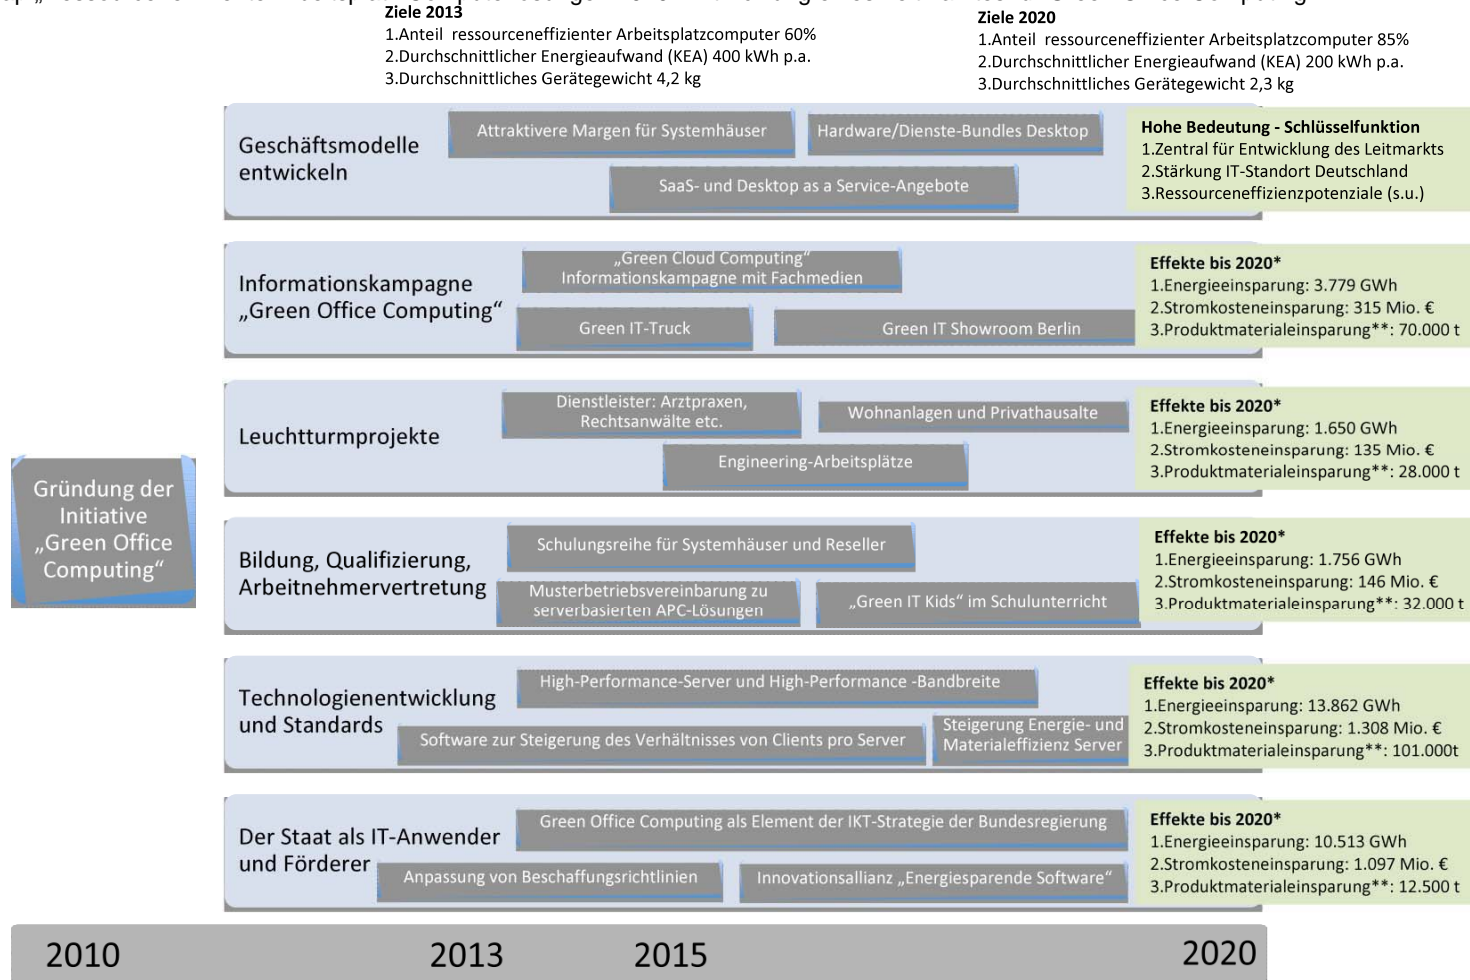 Ziele 2013
1.Anteil ressourceneffizienter Arbeitsplatzcomputer 60%
2.Durchschnittlicher Energieaufwand (KEA) 400 kWh p.a.
3.Durchschnittliches Gerätegewicht 4,2 kg
Ziele 2020
1.Anteil ressourceneffizienter Arbeitsplatzcomputer 85%
2.Durchschnittlicher Energieaufwand (KEA) 200 kWh p.a.
3.Durchschnittliches Gerätegewicht 2,3 kg
Gründung der
Initiative
„Green Office
Computing“
Geschäftsmodelle
entwickeln
Attraktivere Margen für Systemhäuser
Hardware/Dienste-Bundles Desktop
SaaS- und Desktop as a Service-Angebote
Hohe Bedeutung - Schlüsselfunktion
1.Zentral für Entwicklung des Leitmarkts
2.Stärkung IT-Standort Deutschland
3.Ressourceneffizienzpotenziale (s.u.)
Informationskampagne
„Green Office Computing“
„Green Cloud Computing“
Informationskampagne mit Fachmedien
Green IT-Truck
Green IT Showroom Berlin
Effekte bis 2020*
1.Energieeinsparung: 3.779 GWh
2.Stromkosteneinsparung: 315 Mio. €
3.Produktmaterialeinsparung**: 70.000 t
Leuchtturmprojekte
Dienstleister: Arztpraxen,
Rechtsanwälte etc.
Wohnanlagen und Privathausalte
Engineering-Arbeitsplätze
Effekte bis 2020*
1.Energieeinsparung: 1.650 GWh
2.Stromkosteneinsparung: 135 Mio. €
3.Produktmaterialeinsparung**: 28.000 t
Bildung, Qualifizierung,
Arbeitnehmervertretung
Schulungsreihe für Systemhäuser und Reseller
Musterbetriebsvereinbarung zu
serverbasierten APC-Lösungen
„Green IT Kids“ im Schulunterricht
Effekte bis 2020*
1.Energieeinsparung: 1.756 GWh
2.Stromkosteneinsparung: 146 Mio. €
3.Produktmaterialeinsparung**: 32.000 t
Technologienentwicklung
und Standards
High-Performance-Server und High-Performance -Bandbreite
Software zur Steigerung des Verhältnisses von Clients pro Server
Steigerung Energie- und
Materialeffizienz Server
Effekte bis 2020*
1.Energieeinsparung: 13.862 GWh
2.Stromkosteneinsparung: 1.308 Mio. €
3.Produktmaterialeinsparung**: 101.000t
Der Staat als IT-Anwender
und Förderer
Green Office Computing als Element der IKT-Strategie der Bundesregierung
Anpassung von Beschaffungsrichtlinien
Innovationsallianz „Energiesparende Software“
Effekte bis 2020*
1.Energieeinsparung: 10.513 GWh
2.Stromkosteneinsparung: 1.097 Mio. €
3.Produktmaterialeinsparung**: 12.500 t
2010
2013
2015
2020